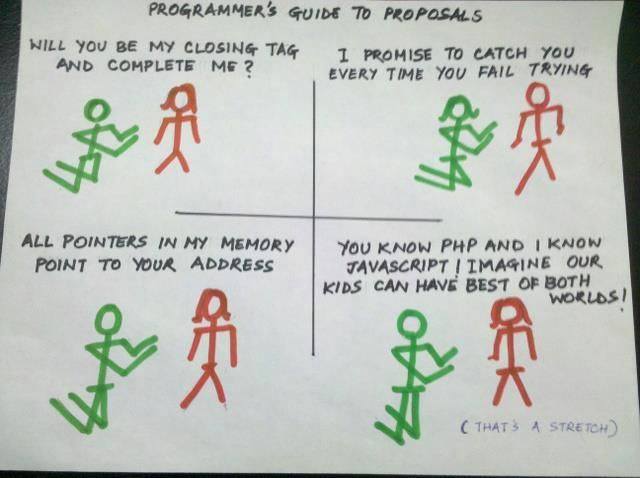 PROGRAMMER'S GUIDE TO PROPOSALS
WILL YOU BE MY CLOSING TAG
AND COMPLETE ME?
I PROMISE TO CATCH YOU
EVERY TIME YOU FAIL TRYING
ALL POINTERS IN MY MEMORY
POINT TO YOUR ADDRESS
YOU KNOW PHP AND I KNOW
JAVASCRIPT! IMAGINE OUR
KIDS CAN HAVE BEST OF BOTH
WORLDS!
(THAT'S A STRETCH)